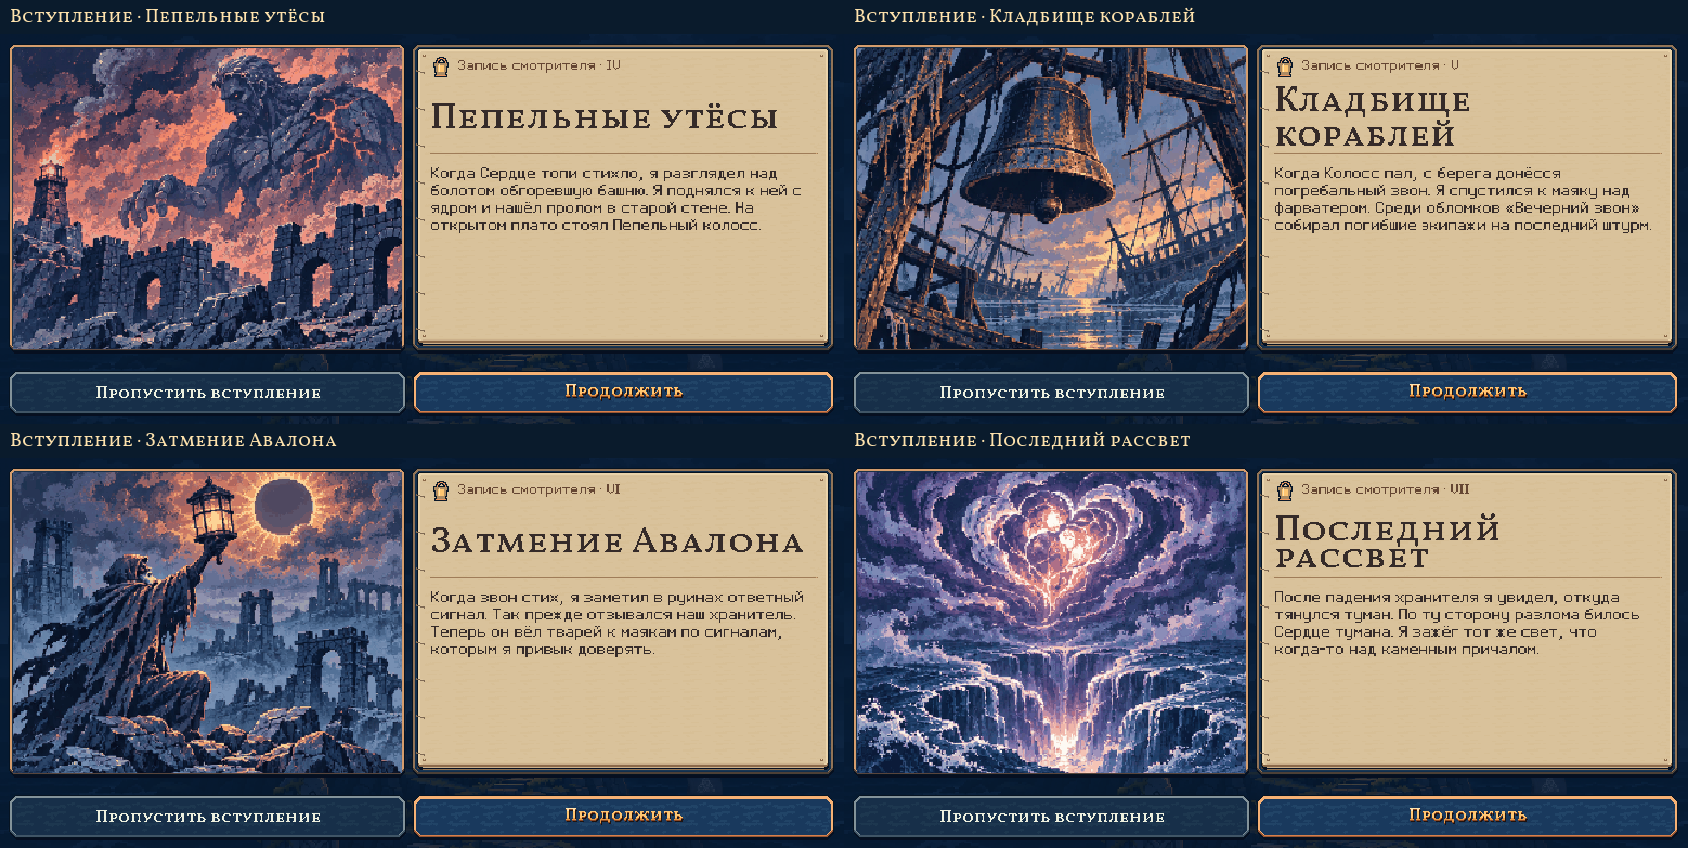 Вступление · Пепельные утёсы
Запись смотрителя · IV
Пепельные утёсы
Когда Сердце топи стихло, я разглядел над
болотом обгоревшую башню. Я поднялся к ней с
ядром и нашёл пролом в старой стене. На
открытом плато стоял Пепельный колосс.
Пропустить вступление
Продолжить
Вступление · Кладбище кораблей
Запись смотрителя · V
Кладбище
кораблей
Когда Колосс пал, с берега донёсся
погребальный звон. Я спустился к маяку над
фарватером. Среди обломков «Вечерний звон»
собирал погибшие экипажи на последний штурм.
Пропустить вступление
Продолжить
Вступление · Затмение Авалона
Запись смотрителя · VI
Затмение Авалона
Когда звон стих, я заметил в руинах ответный
сигнал. Так прежде отзывался наш хранитель.
Теперь он вёл тварей к маякам по сигналам,
которым я привык доверять.
Пропустить вступление
Продолжить
Вступление · Последний рассвет
Запись смотрителя · VII
Последний
рассвет
После падения хранителя я увидел, откуда
тянулся туман. По ту сторону разлома билось
Сердце тумана. Я зажёг тот же свет, что
когда-то над каменным причалом.
Пропустить вступление
Продолжить